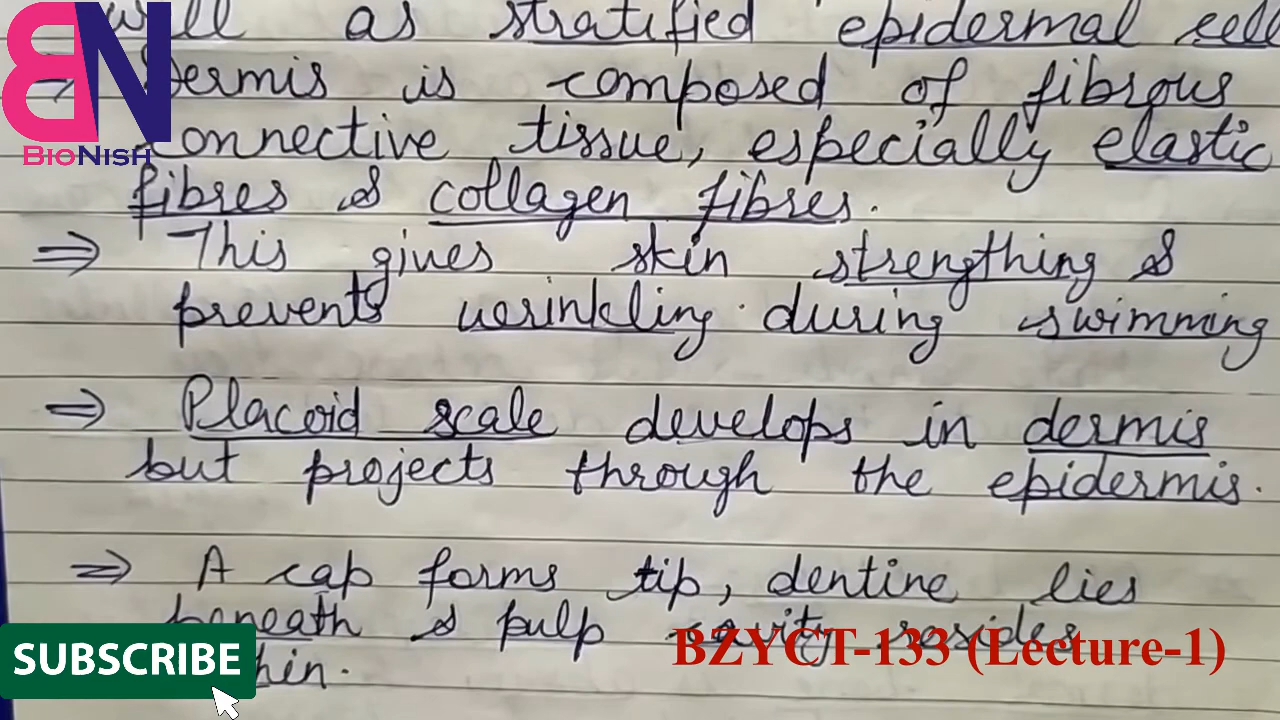 well as stratified epidermal cell
⇒ Dermis is composed of fibrous
connective tissue, especially elastic
fibres & collagen fibres.
⇒ This gives skin strengthing &
prevents wrinkling during swimming
⇒ Placoid scale develops in dermis
but projects through the epidermis.
⇒ A cap forms tip, dentine lies
beneath & pulp cavity resides
hin.
BN
BIONISH
SUBSCRIBE
BZYCT-133 (Lecture-1)